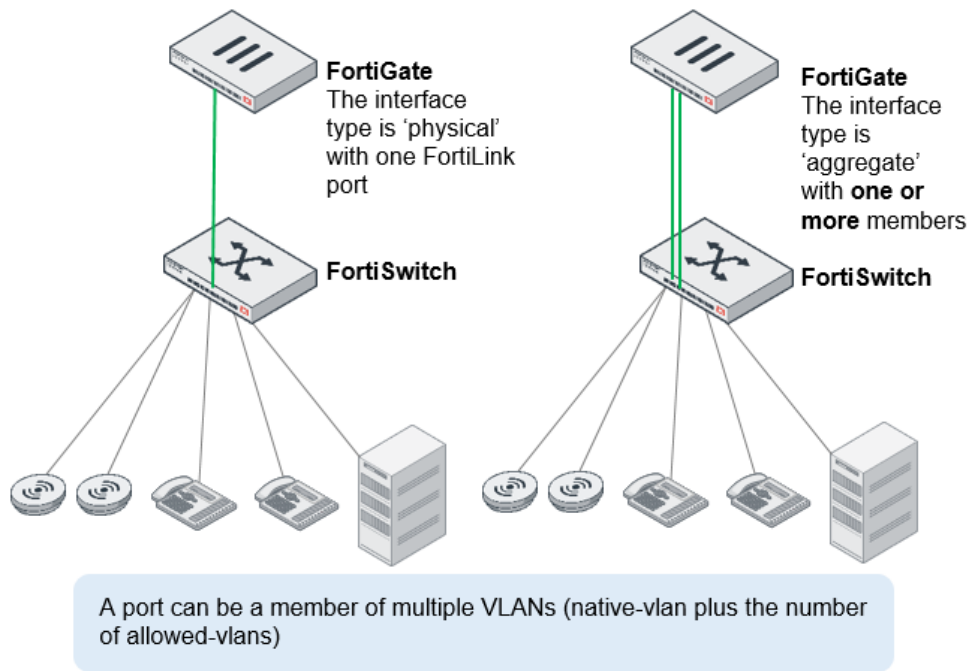 FortiGate
The interface
type is ‘physical’
with one FortiLink
port
FortiSwitch
FortiGate
The interface
type is
‘aggregate’
with one or
more members
FortiSwitch
A port can be a member of multiple VLANs (native-vlan plus the number
of allowed-vlans)